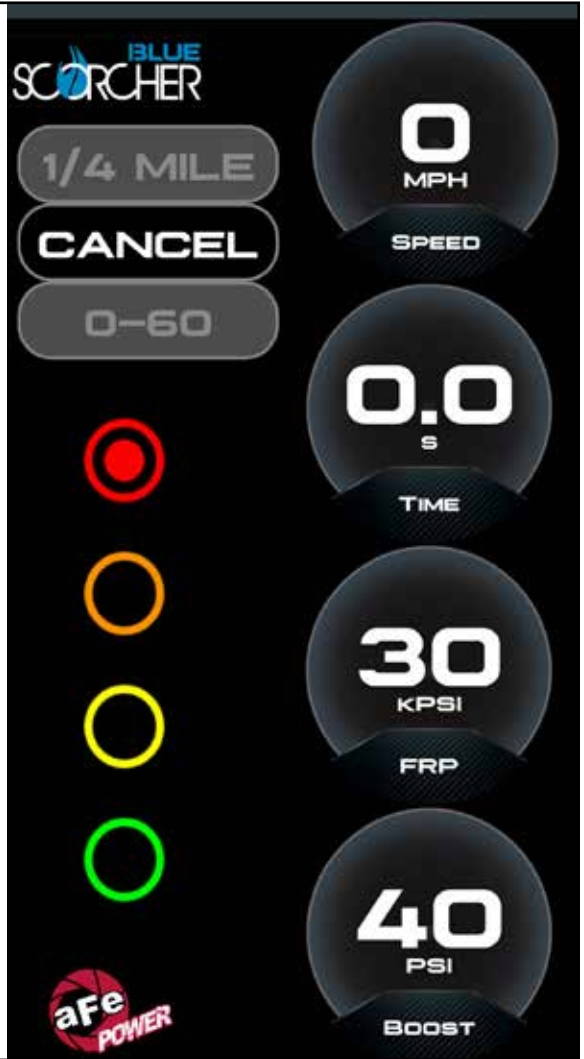 BLUE
SCORCHER
1/4 MILE
CANCEL
0-60
0
MPH
SPEED
0.0
S
TIME
30
KPSI
FRP
40
PSI
BOOST
aFe
POWER